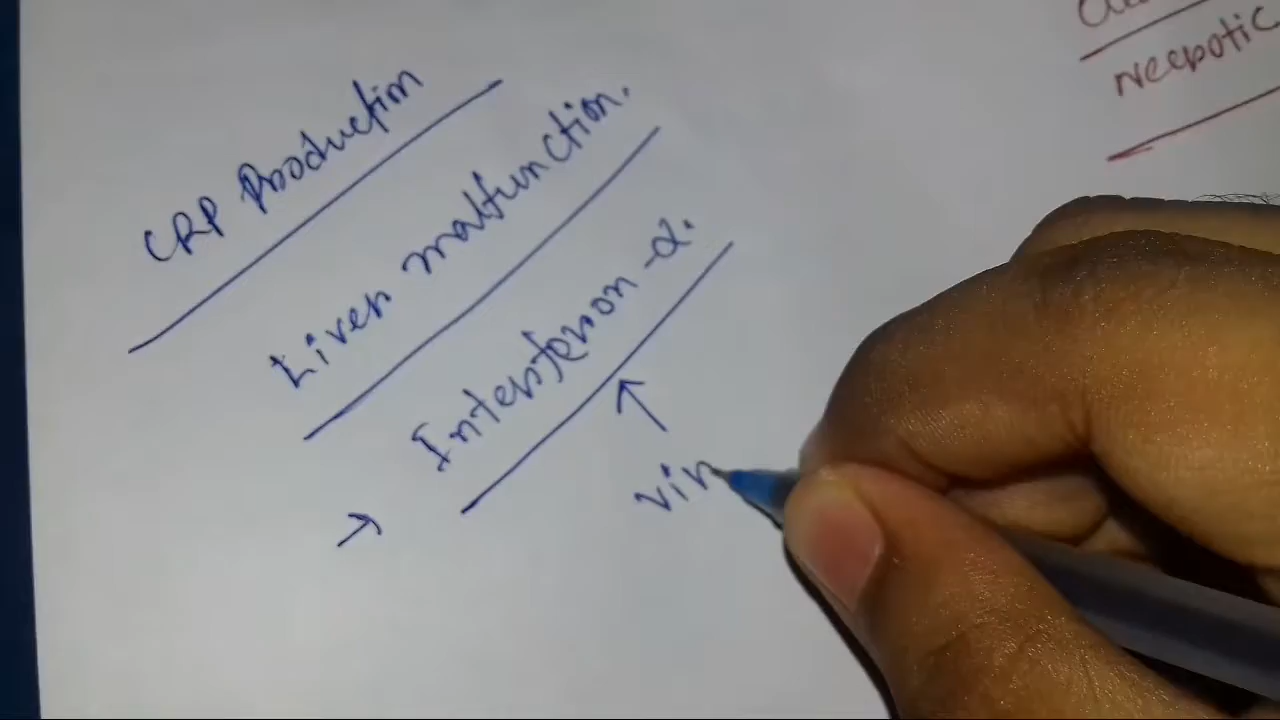 CRP Production
Liver malfunction.
Interferon-α.
↑
vir
→
Necrotic